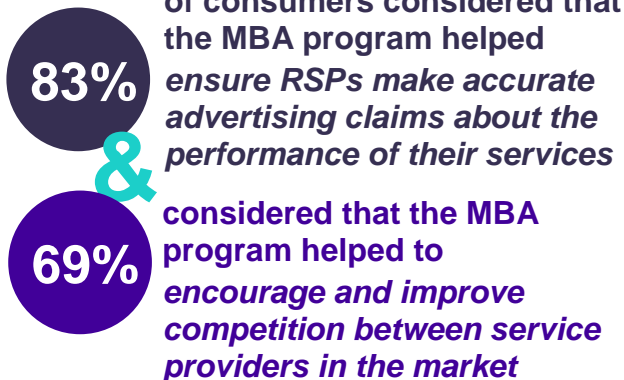 of consumers considered that
the MBA program helped
83%
ensure RSPs make accurate
advertising claims about the
performance of their services
&
considered that the MBA
69%
program helped to
encourage and improve
competition between service
providers in the market